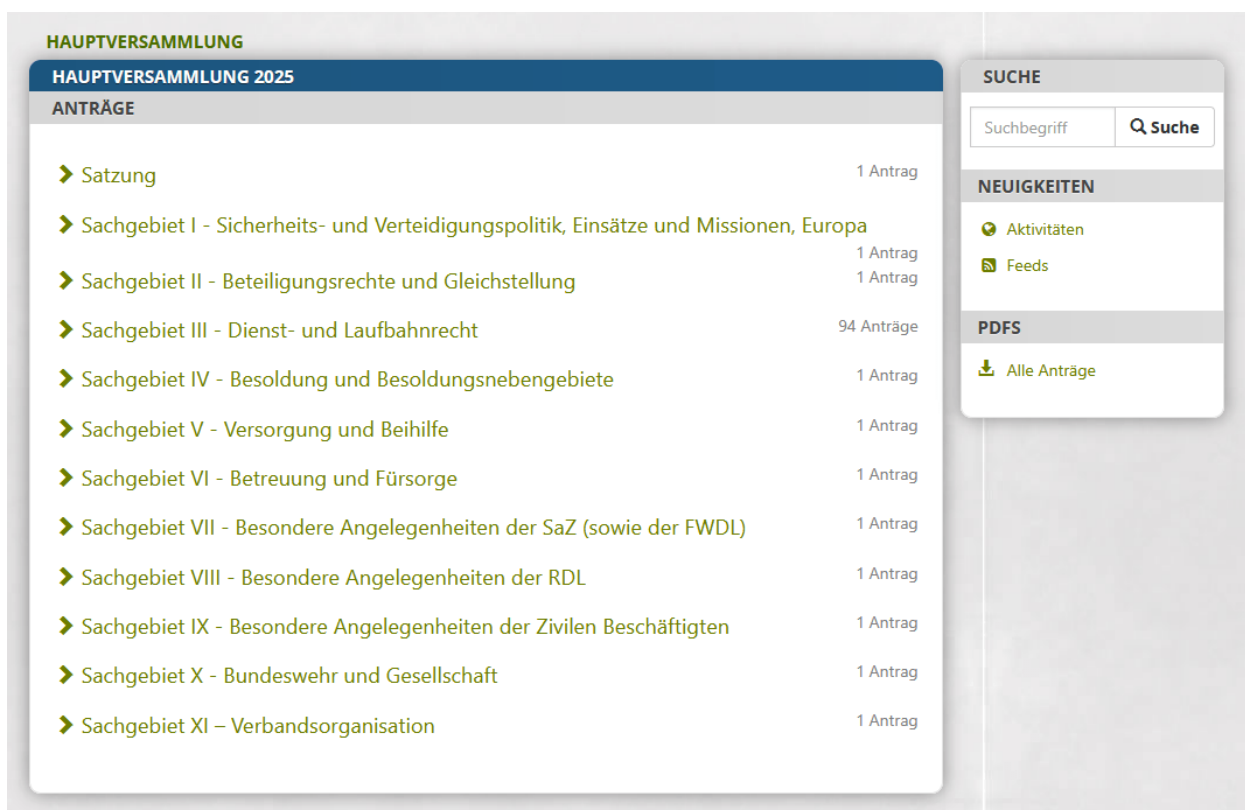 HAUPTVERSAMMLUNG
HAUPTVERSAMMLUNG 2025
ANTRÄGE
Satzung 1 Antrag
Sachgebiet I - Sicherheits- und Verteidigungspolitik, Einsätze und Missionen, Europa
1 Antrag
Sachgebiet II - Beteiligungsrechte und Gleichstellung 1 Antrag
Sachgebiet III - Dienst- und Laufbahnrecht 94 Anträge
Sachgebiet IV - Besoldung und Besoldungsnebengebiete 1 Antrag
Sachgebiet V - Versorgung und Beihilfe 1 Antrag
Sachgebiet VI - Betreuung und Fürsorge 1 Antrag
Sachgebiet VII - Besondere Angelegenheiten der SaZ (sowie der FWDL) 1 Antrag
Sachgebiet VIII - Besondere Angelegenheiten der RDL 1 Antrag
Sachgebiet IX - Besondere Angelegenheiten der Zivilen Beschäftigten 1 Antrag
Sachgebiet X - Bundeswehr und Gesellschaft 1 Antrag
Sachgebiet XI – Verbandsorganisation 1 Antrag
SUCHE
Suchbegriff Suche
NEUIGKEITEN
Aktivitäten
Feeds
PDFS
Alle Anträge